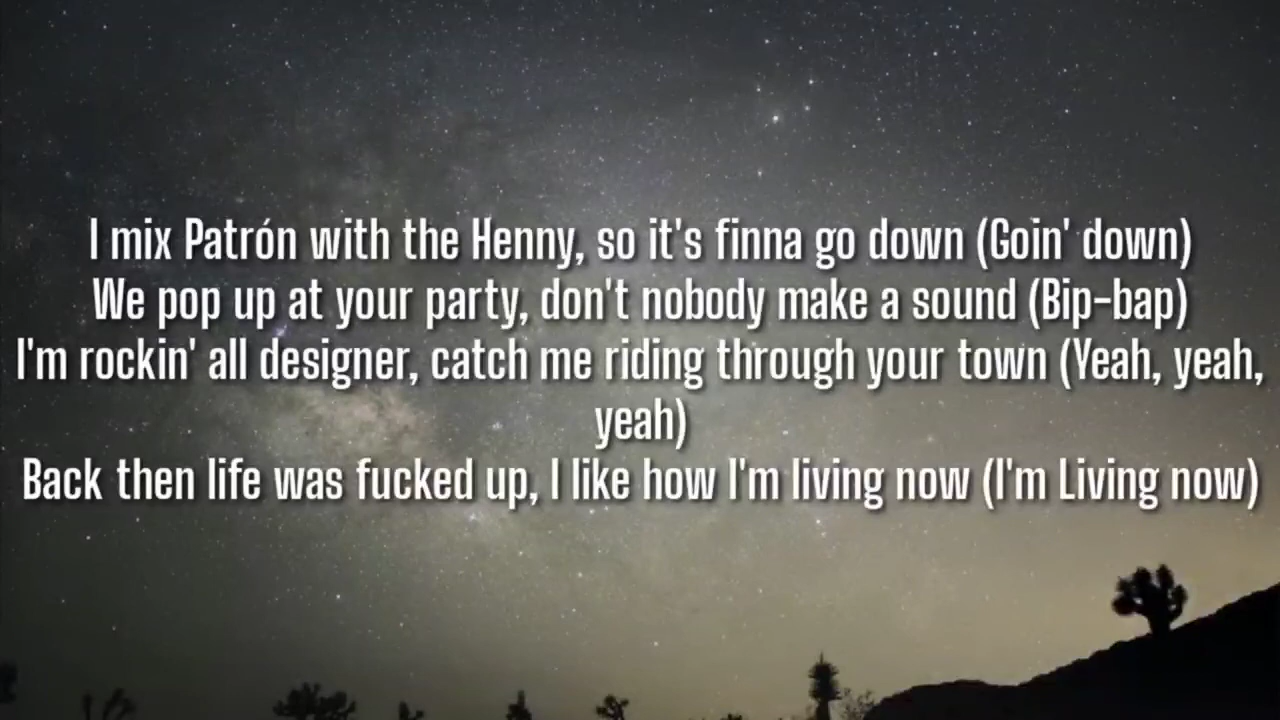 I mix Patrón with the Henny, so it's finna go down (Goin' down)
We pop up at your party, don't nobody make a sound (Bip-bap)
I'm rockin' all designer, catch me riding through your town (Yeah, yeah,
yeah)
Back then life was fucked up, I like how I'm living now (I'm Living now)